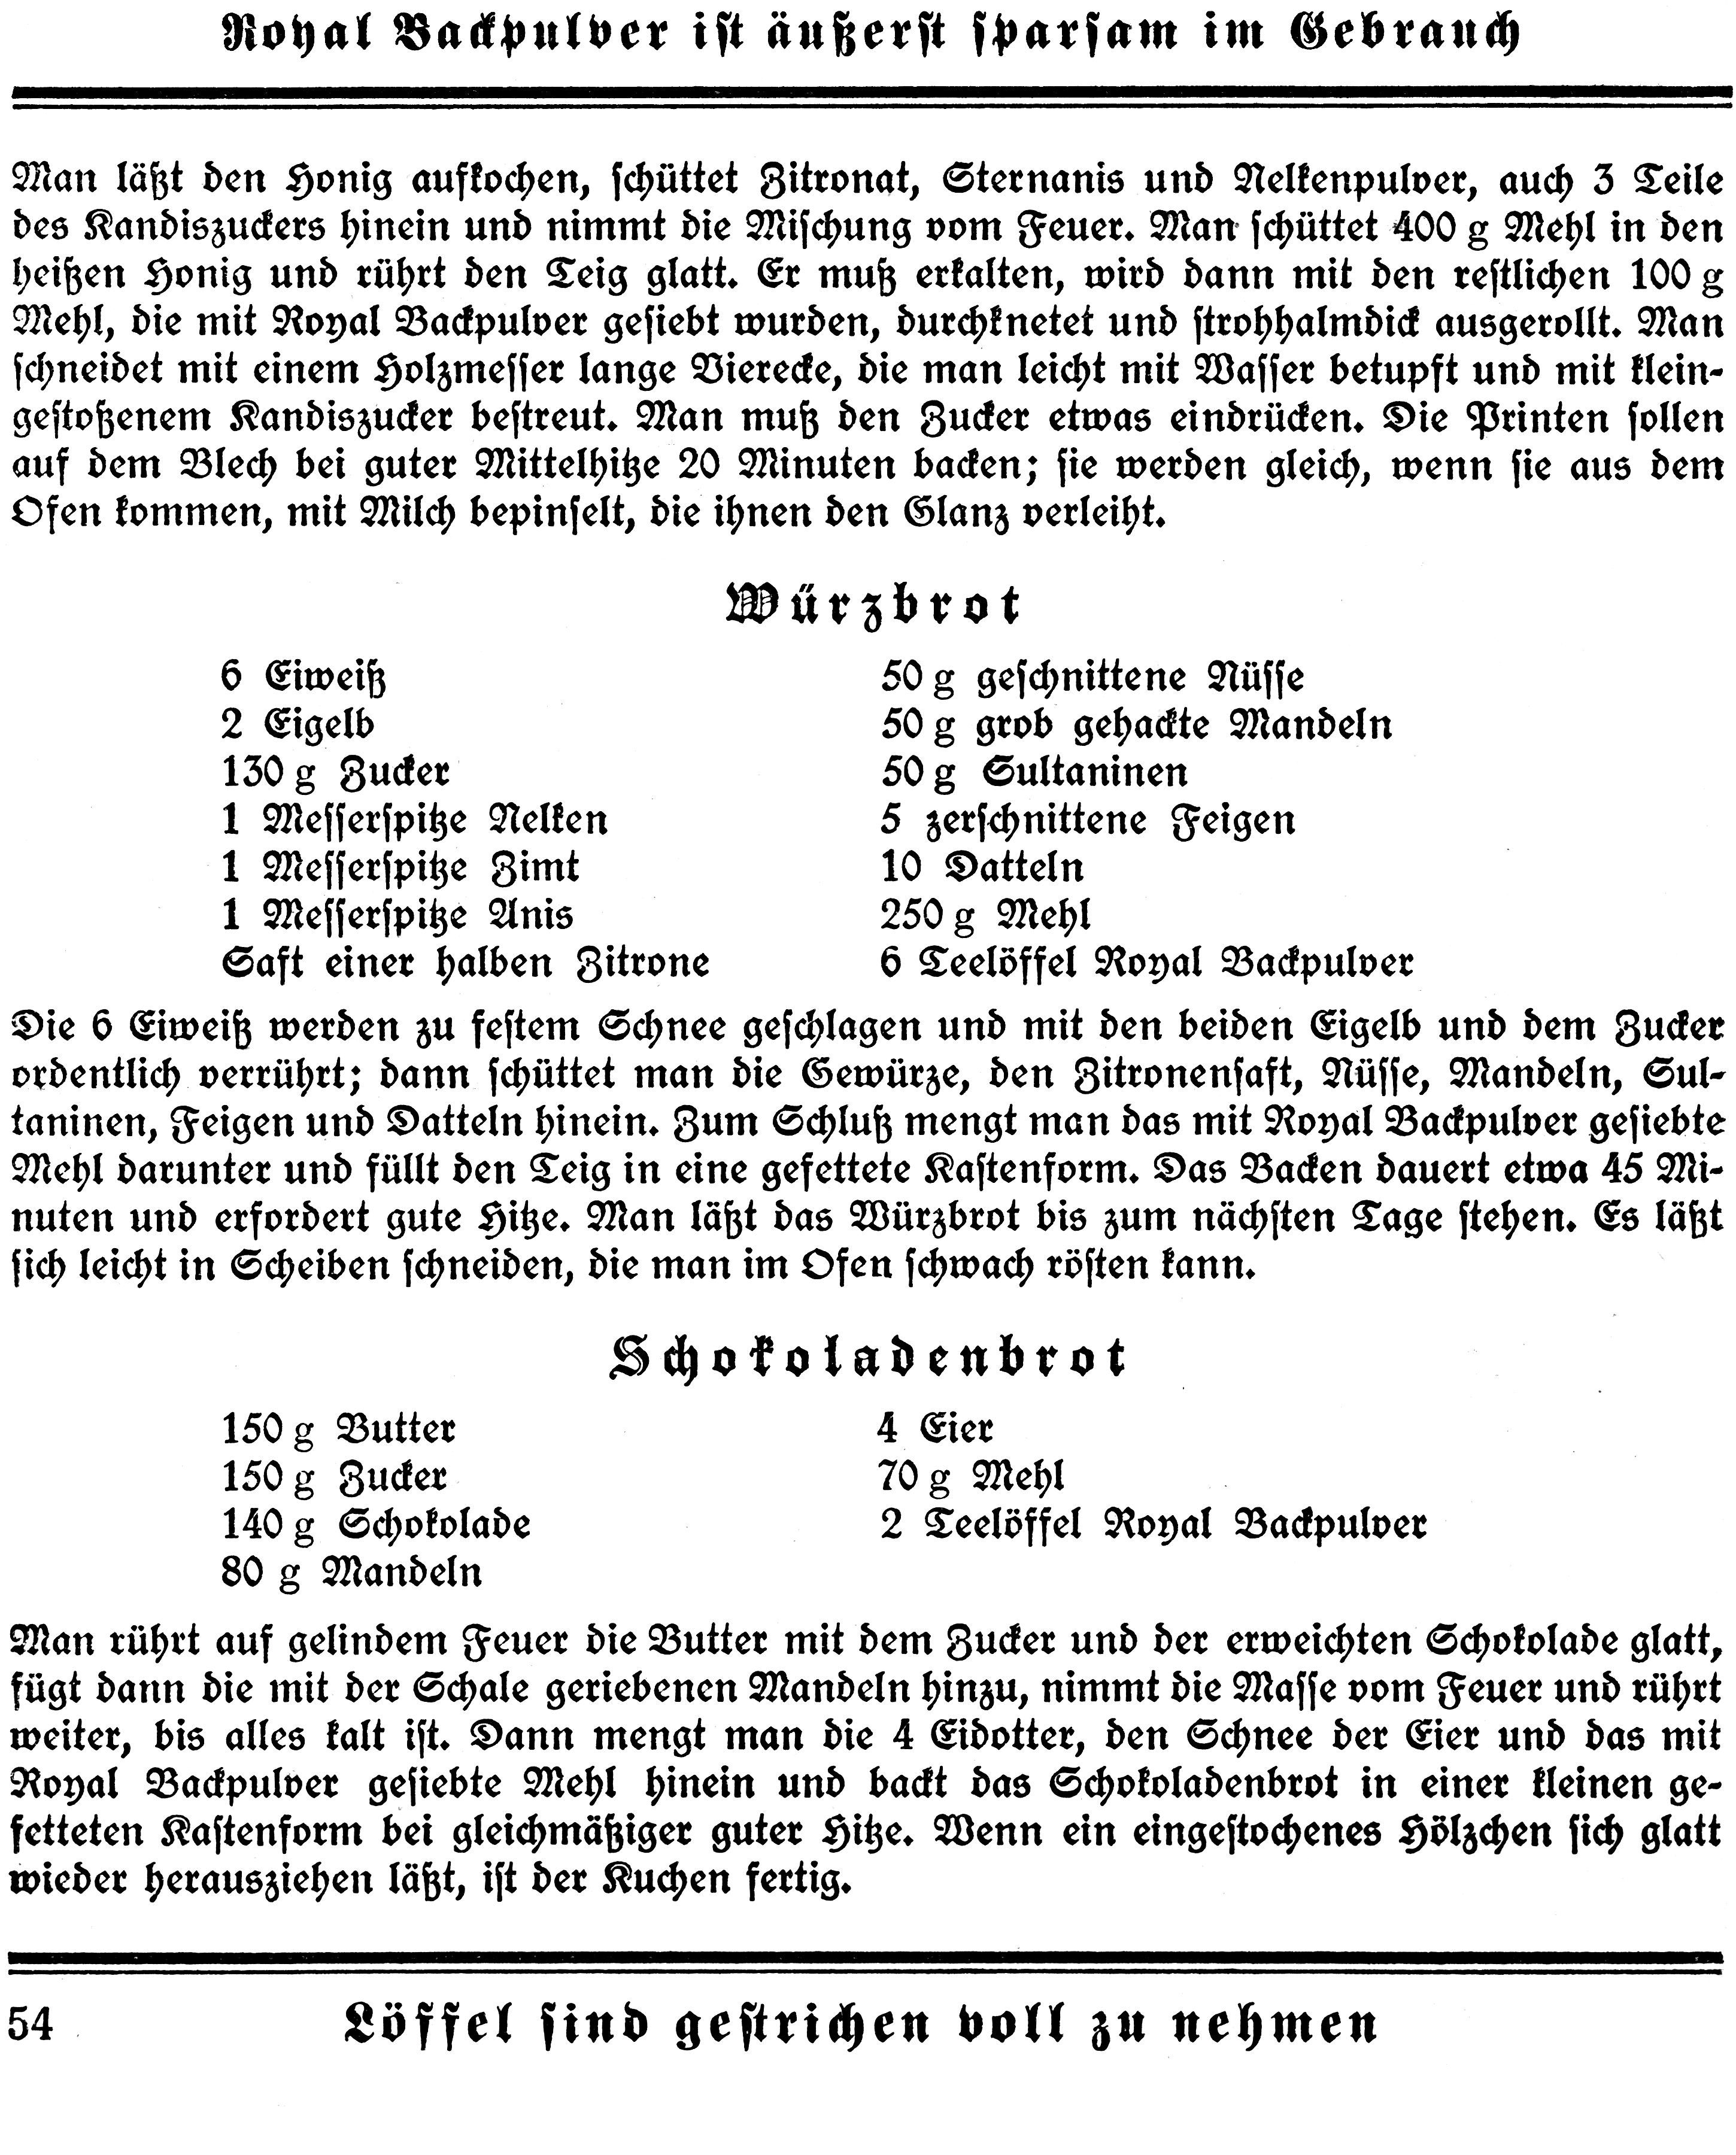 Royal Backpulver ist äußerst sparsam im Gebrauch
Man läßt den Honig aufkochen, schüttet Zitronat, Sternanis und Nelkenpulver, auch 3 Teile
des Kandiszuckers hinein und nimmt die Mischung vom Feuer. Man schüttet 400 g Mehl in den
heißen Honig und rührt den Teig glatt. Er muß erkalten, wird dann mit den restlichen 100 g
Mehl, die mit Royal Backpulver gesiebt wurden, durchknetet und strohhalmdick ausgerollt. Man
schneidet mit einem Holzmesser lange Vierecke, die man leicht mit Wasser betupft und mit klein-
gestoßenem Kandiszucker bestreut. Man muß den Zucker etwas eindrücken. Die Printen sollen
auf dem Blech bei guter Mittelhitze 20 Minuten backen; sie werden gleich, wenn sie aus dem
Ofen kommen, mit Milch bepinselt, die ihnen den Glanz verleiht.
Würzbrot
6 Eiweiß
2 Eigelb
130 g Zucker
1 Messerspitze Nelken
1 Messerspitze Zimt
1 Messerspitze Anis
Saft einer halben Zitrone
50 g geschnittene Nüsse
50 g grob gehackte Mandeln
50 g Sultaninen
5 zerschnittene Feigen
10 Datteln
250 g Mehl
6 Teelöffel Royal Backpulver
Die 6 Eiweiß werden zu festem Schnee geschlagen und mit den beiden Eigelb und dem Zucker
ordentlich verrührt; dann schüttet man die Gewürze, den Zitronensaft, Nüsse, Mandeln, Sul-
taninen, Feigen und Datteln hinein. Zum Schluß mengt man das mit Royal Backpulver gesiebte
Mehl darunter und füllt den Teig in eine gefettete Kastenform. Das Backen dauert etwa 45 Mi-
nuten und erfordert gute Hitze. Man läßt das Würzbrot bis zum nächsten Tage stehen. Es läßt
sich leicht in Scheiben schneiden, die man im Ofen schwach rösten kann.
Schokoladenbrot
150 g Butter
150 g Zucker
140 g Schokolade
80 g Mandeln
4 Eier
70 g Mehl
2 Teelöffel Royal Backpulver
Man rührt auf gelindem Feuer die Butter mit dem Zucker und der erweichten Schokolade glatt,
fügt dann die mit der Schale geriebenen Mandeln hinzu, nimmt die Masse vom Feuer und rührt
weiter, bis alles kalt ist. Dann mengt man die 4 Eidotter, den Schnee der Eier und das mit
Royal Backpulver gesiebte Mehl hinein und backt das Schokoladenbrot in einer kleinen ge-
fetteten Kastenform bei gleichmäßiger guter Hitze. Wenn ein eingestochenes Hölzchen sich glatt
wieder herausziehen läßt, ist der Kuchen fertig.
54 Löffel sind gestrichen voll zu nehmen